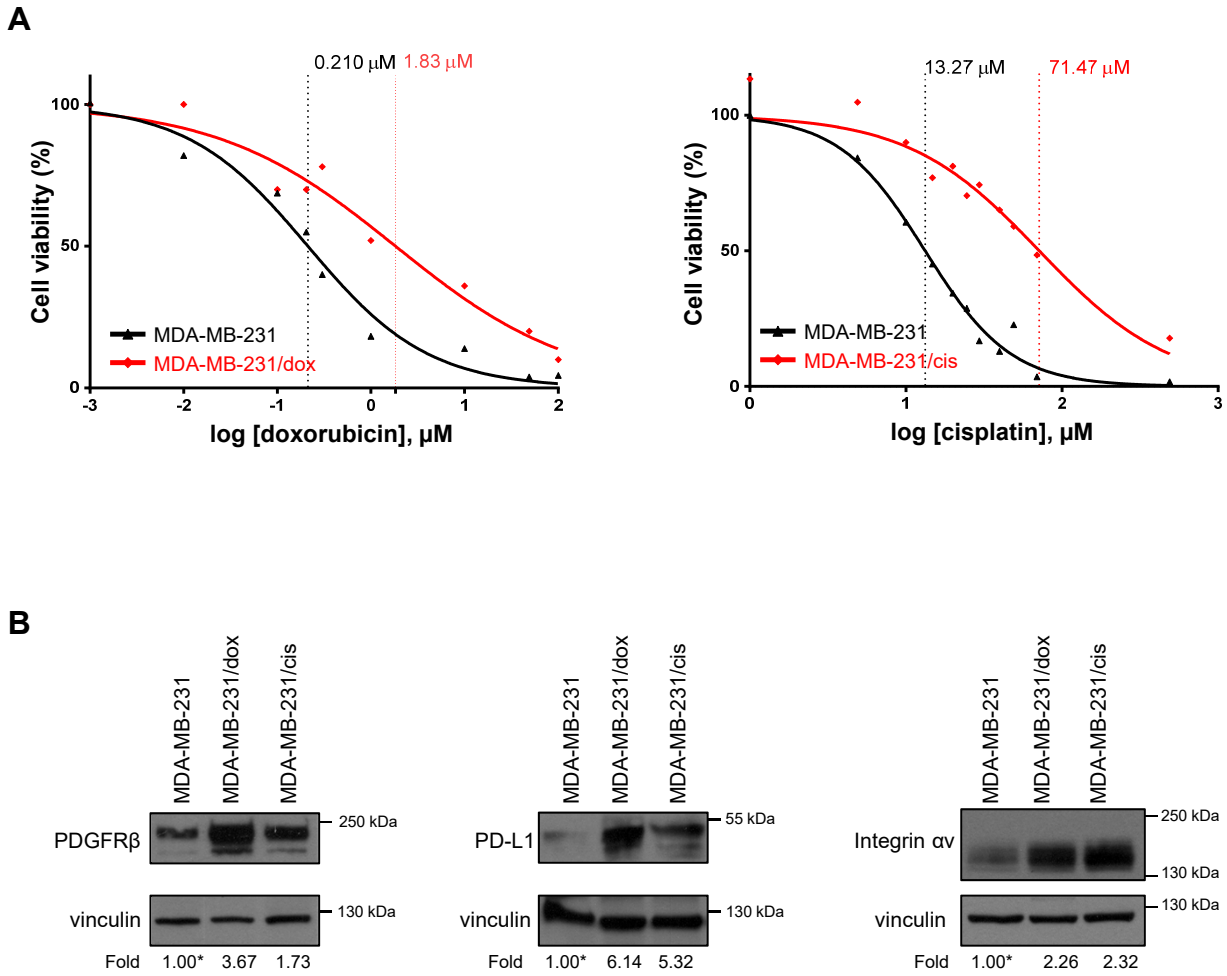 A
0.210 µM
1.83 µM
100
50
0
Cell viability (%)
MDA-MB-231
MDA-MB-231/dox
-3
-2
-1
0
1
2
log [doxorubicin], µM
13.27 µM
71.47 µM
100
50
0
Cell viability (%)
MDA-MB-231
MDA-MB-231/cis
0
1
2
3
log [cisplatin], µM
B
MDA-MB-231
MDA-MB-231/dox
MDA-MB-231/cis
PDGFRβ
250 kDa
vinculin
130 kDa
Fold 1.00* 3.67 1.73
MDA-MB-231
MDA-MB-231/dox
MDA-MB-231/cis
PD-L1
55 kDa
vinculin
130 kDa
Fold 1.00* 6.14 5.32
MDA-MB-231
MDA-MB-231/dox
MDA-MB-231/cis
Integrin αv
250 kDa
130 kDa
vinculin
130 kDa
Fold 1.00* 2.26 2.32